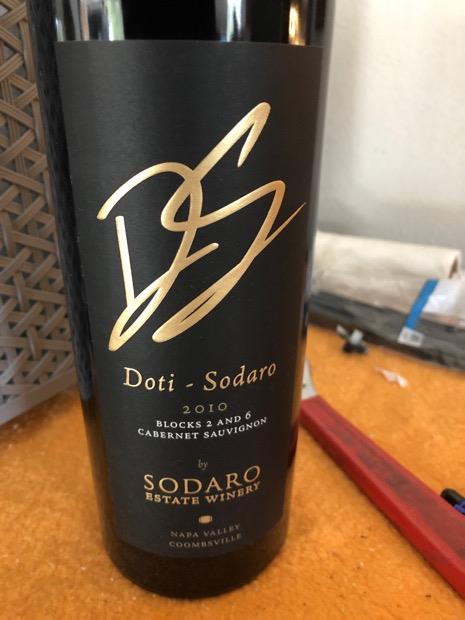 DS
Doti - Sodaro
2010
BLOCKS 2 AND 6
CABERNET SAUVIGNON
by
SODARO
ESTATE WINERY
NAPA VALLEY
COOMBSVILLE